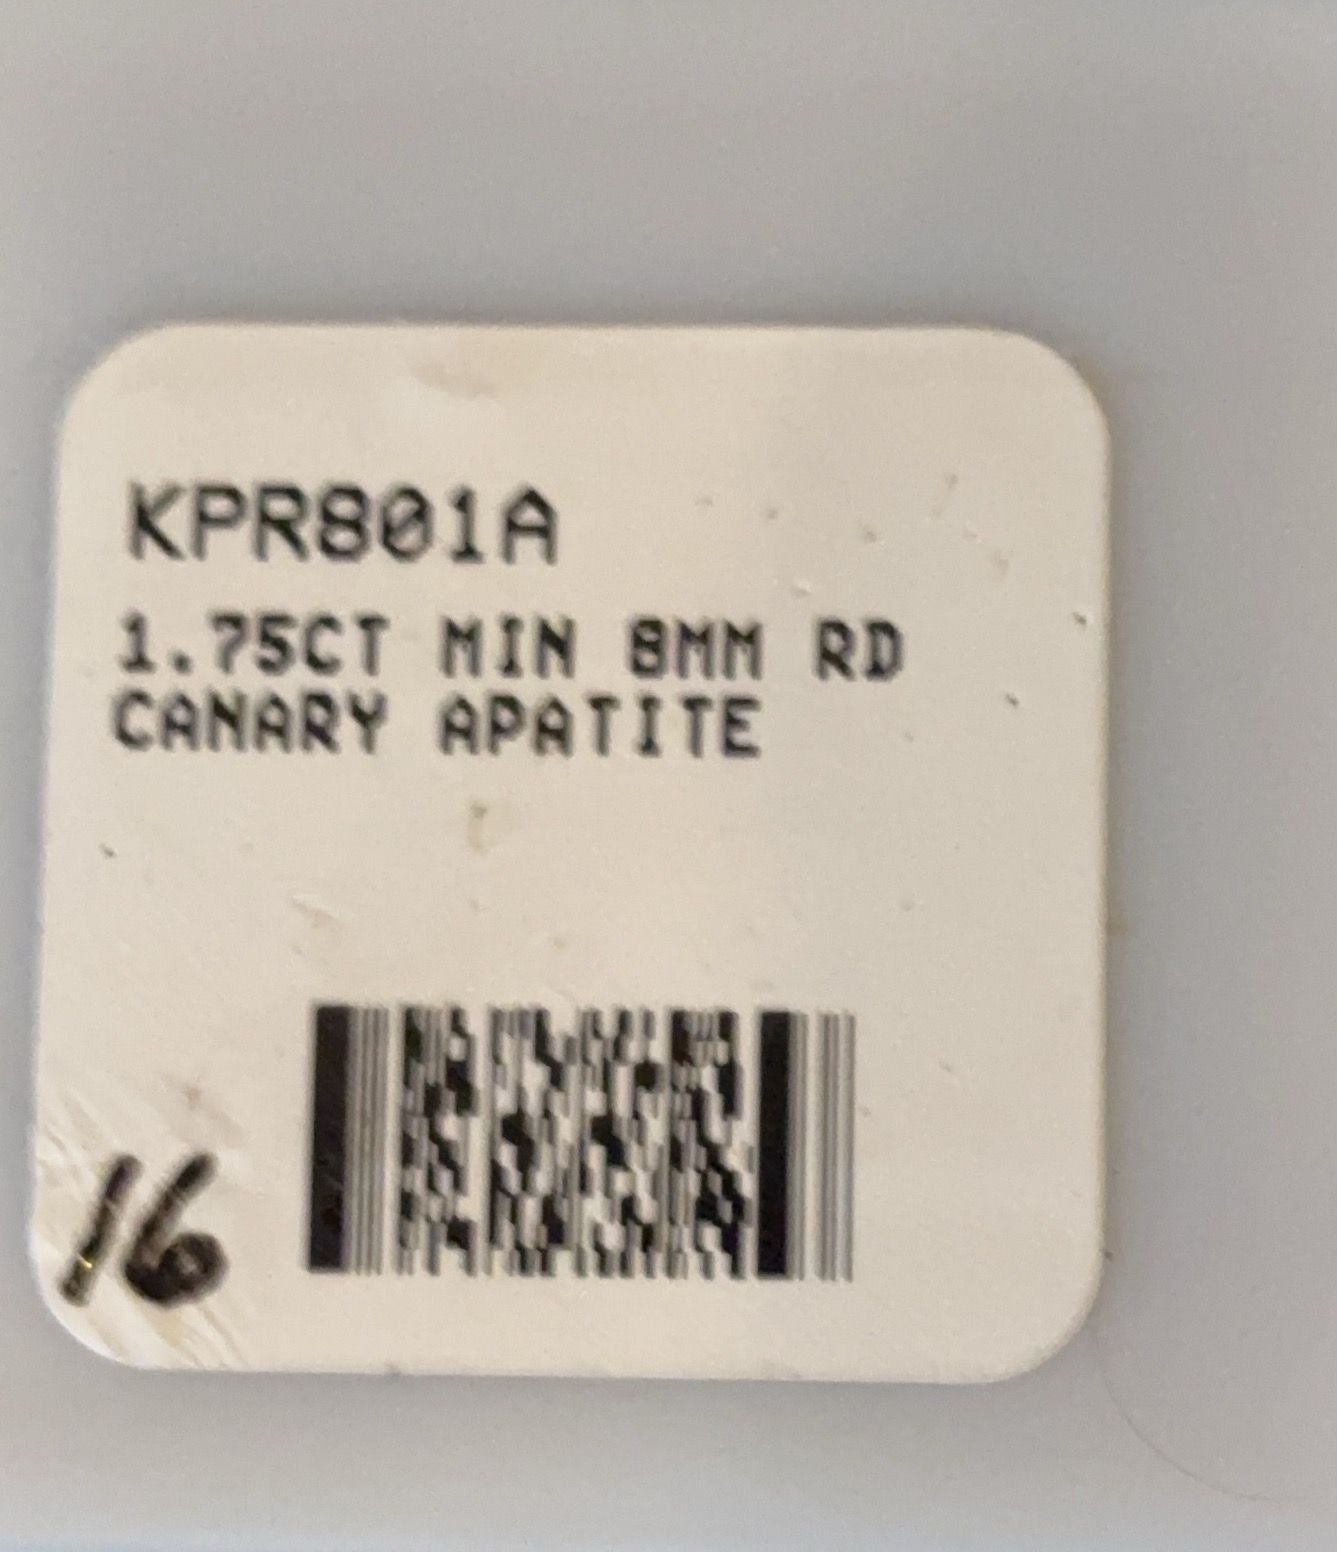 KPR801A
1.75CT MIN 8MM RD
CANARY APATITE
16